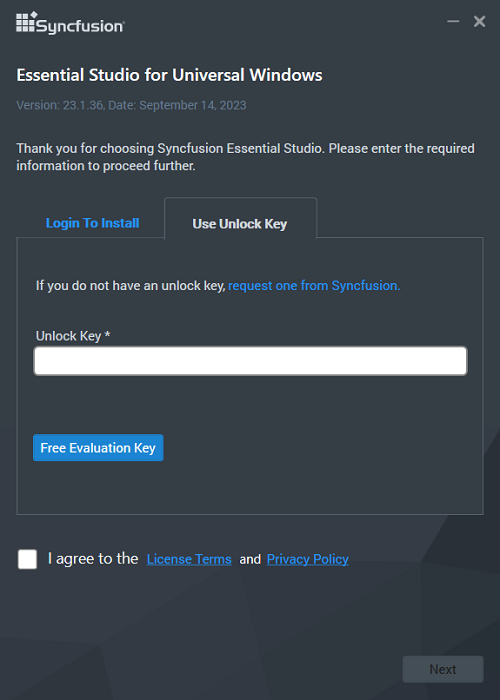 Syncfusion®
Essential Studio for Universal Windows
Version: 23.1.36, Date: September 14, 2023
Thank you for choosing Syncfusion Essential Studio. Please enter the required
information to proceed further.
Login To Install
Use Unlock Key
If you do not have an unlock key, request one from Syncfusion.
Unlock Key *
Free Evaluation Key
I agree to the License Terms and Privacy Policy
Next